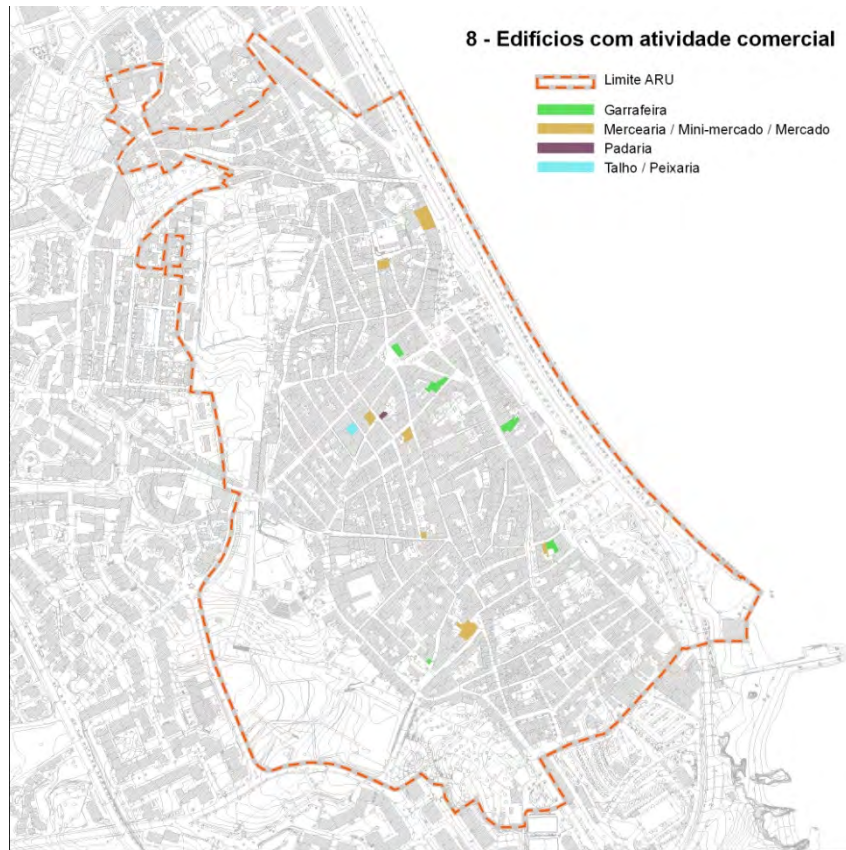 8 - Edifícios com atividade comercial
Limite ARU
Garrafeira
Mercearia / Mini-mercado / Mercado
Padaria
Talho / Peixaria